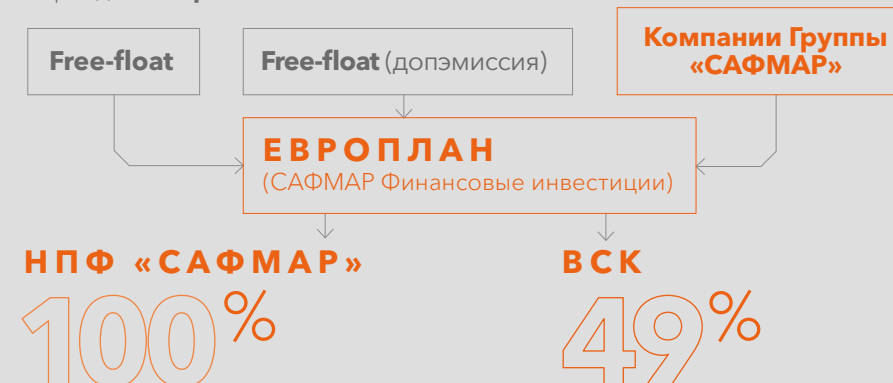 Free-float
Free-float (допэмиссия)
Компании Группы
«САФМАР»
ЕВРОПЛАН
(САФМАР Финансовые инвестиции)
НПФ «САФМАР»
ВСК
100%
49%